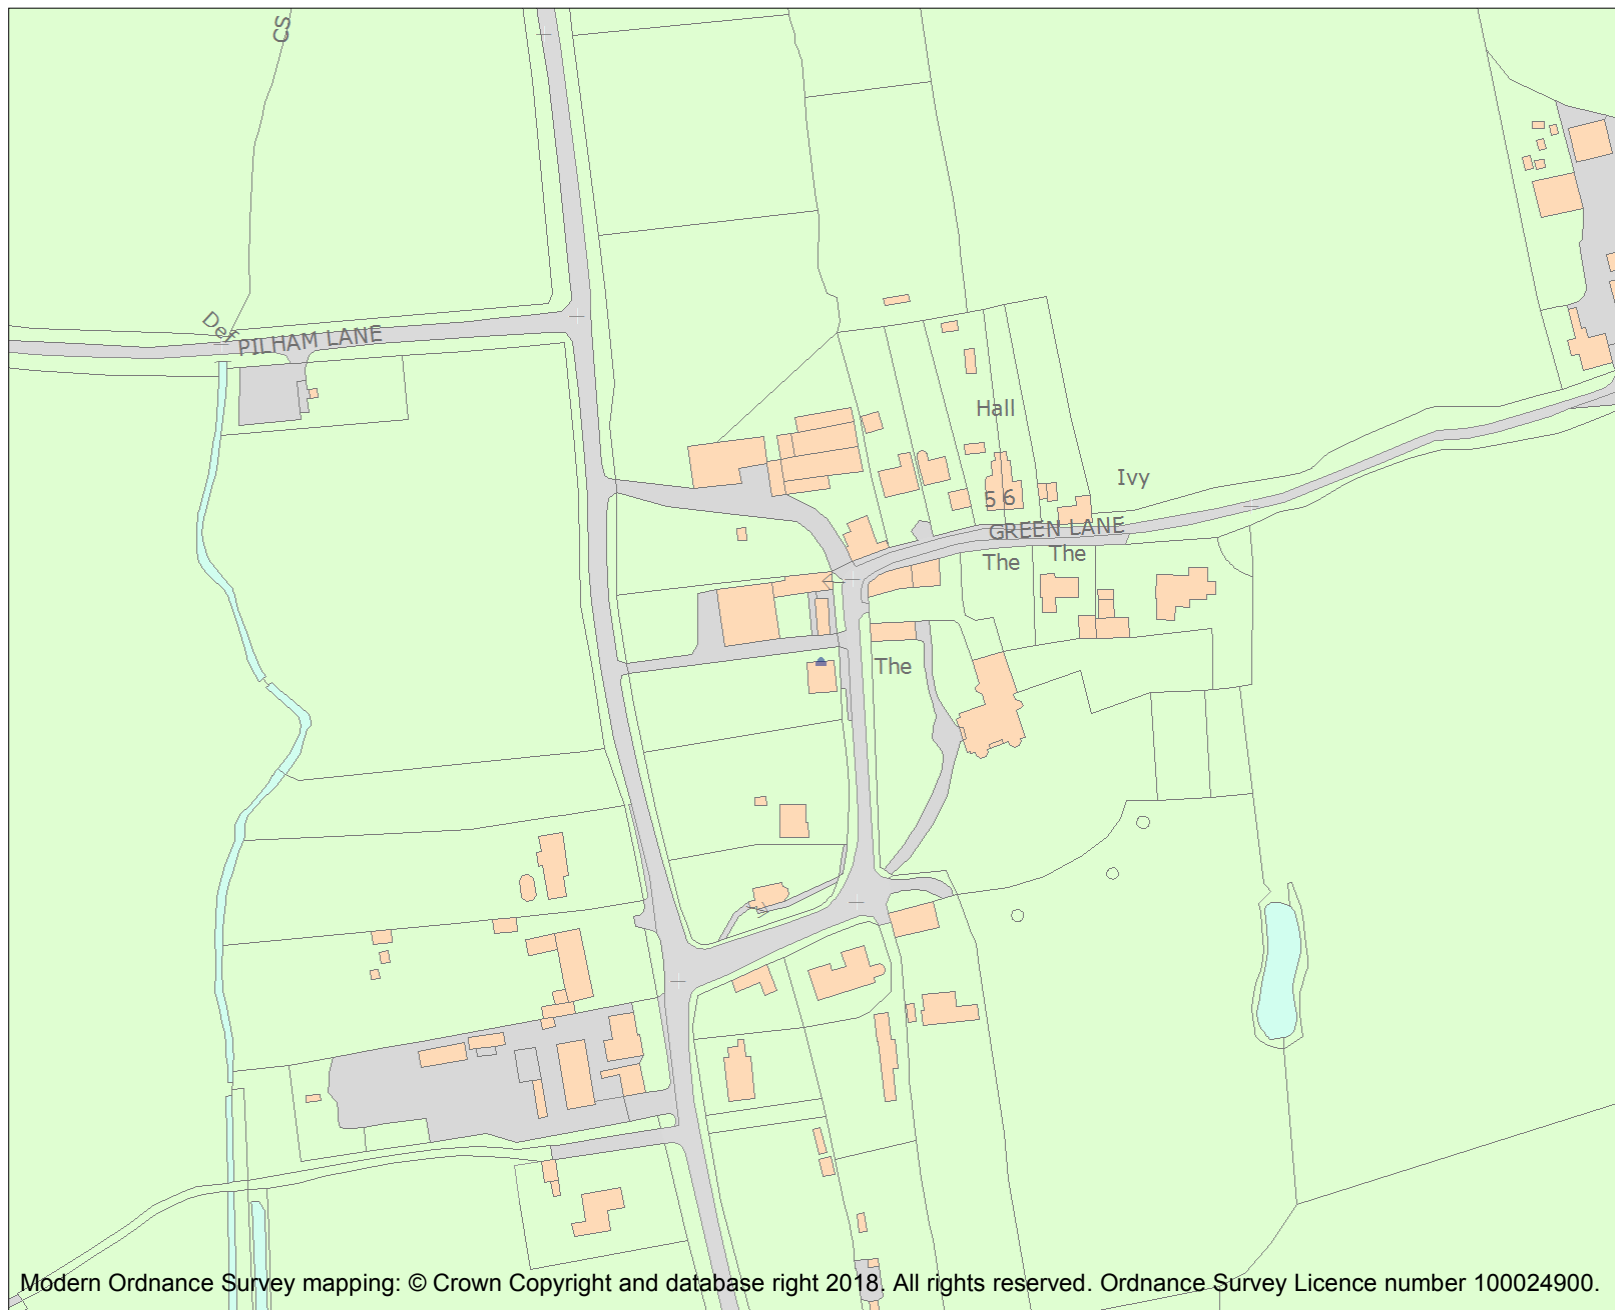 CS
Def
PILHAM LANE
Hall
Ivy
5 6
GREEN LANE
The
The
The
Modern Ordnance Survey mapping: © Crown Copyright and database right 2018. All rights reserved. Ordnance Survey Licence number 100024900.